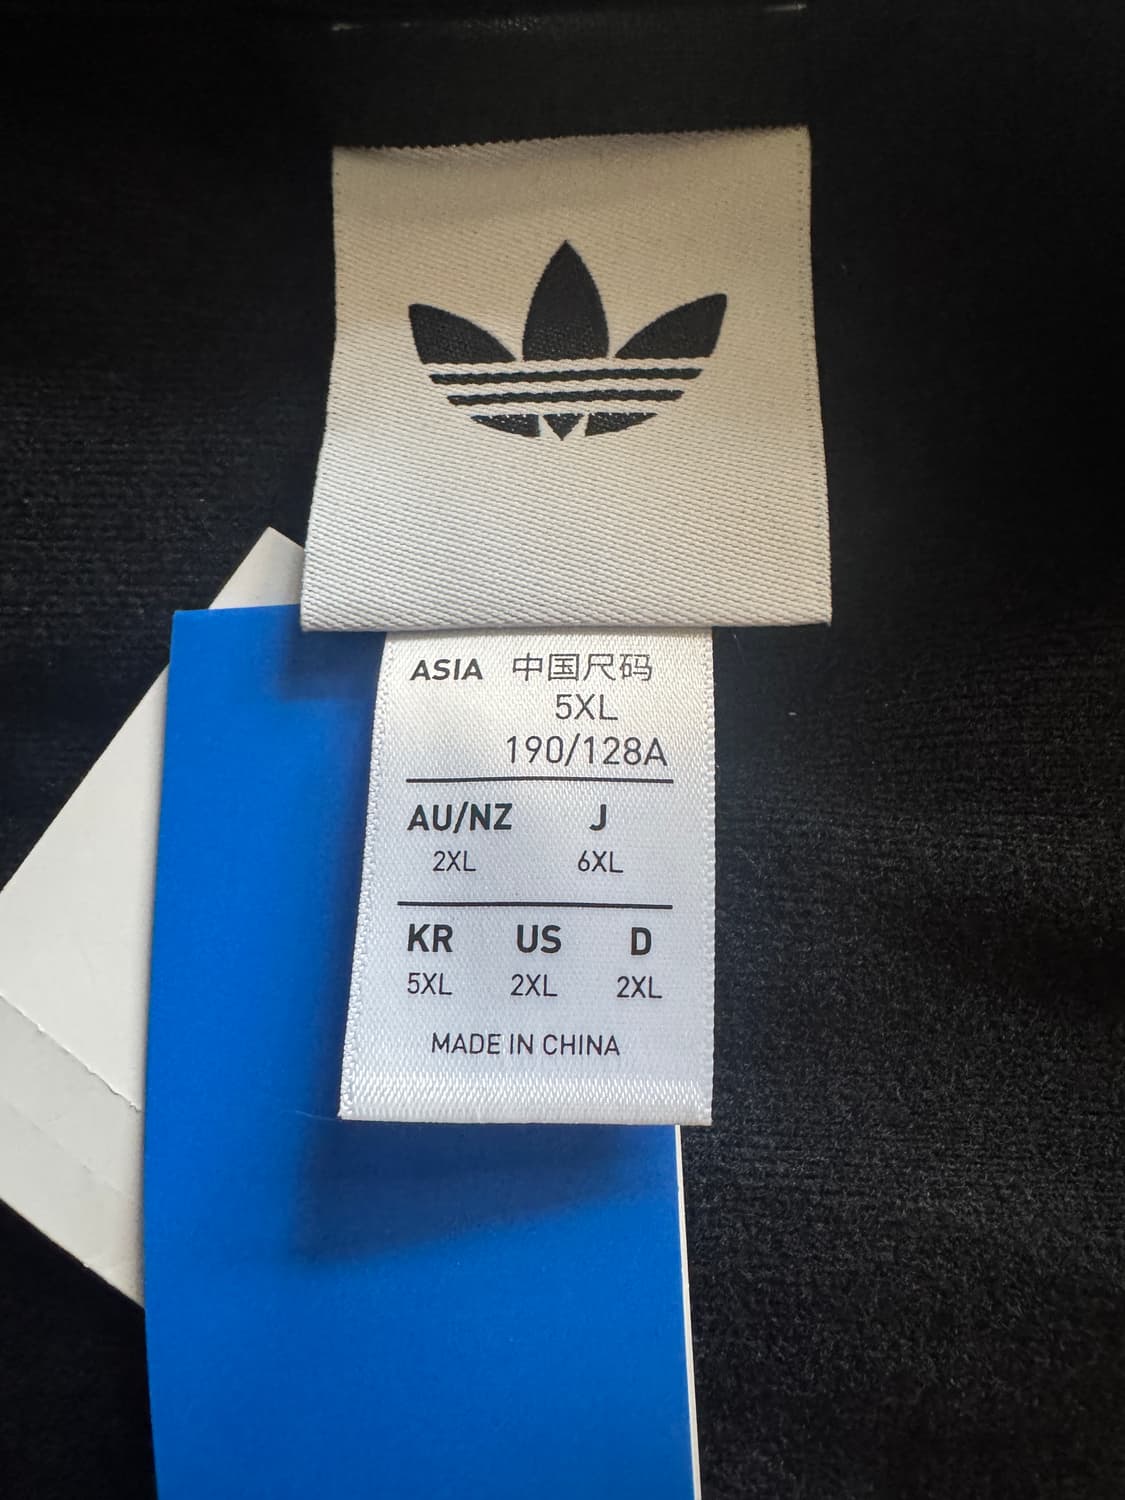 ASIA 中国尺码
5XL
190/128A
AU/NZ J
2XL 6XL
KR US D
5XL 2XL 2XL
MADE IN CHINA